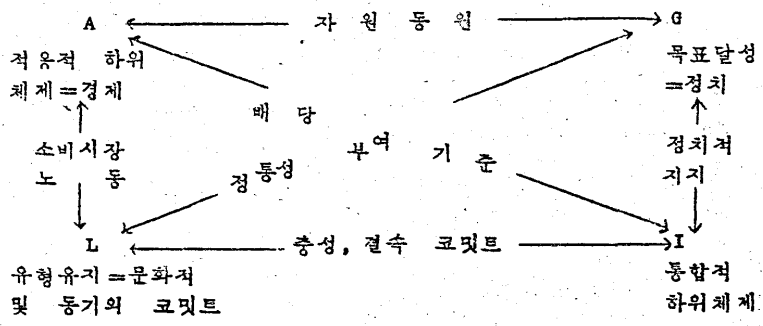 A 자원동원 G
적응적 하위
체제=경제
목표달성
=정치
배당
부여 기준
정통성
소비시장
노동
정치적
지지
L 충성, 결속 코밋트 I
유형유지=문화적
및 동기의 코밋트
통합적
하위체제